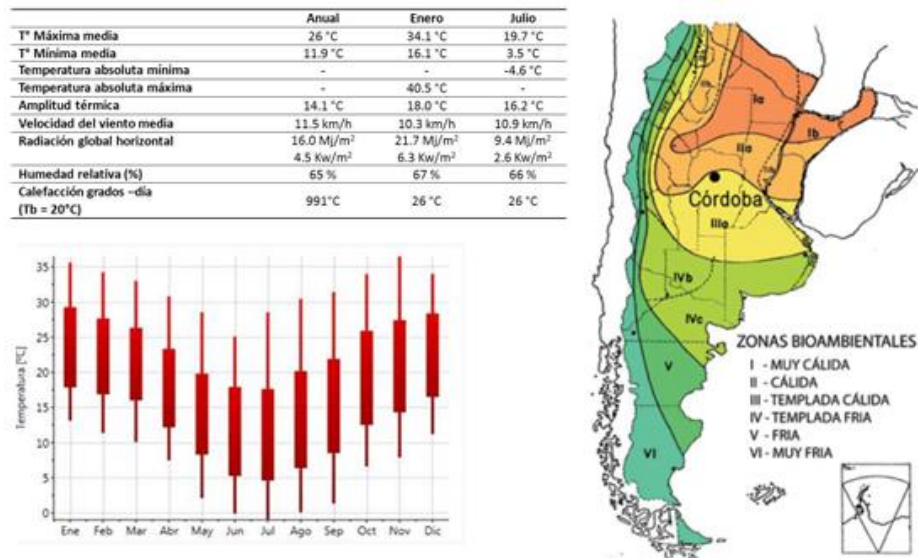 Anual Enero Julio
T° Máxima media 26 °C 34.1 °C 19.7 °C
T° Mínima media 11.9 °C 16.1 °C 3.5 °C
Temperatura absoluta mínima - - -4.6 °C
Temperatura absoluta máxima - 40.5 °C -
Amplitud térmica 14.1 °C 18.0 °C 16.2 °C
Velocidad del viento media 11.5 km/h 10.3 km/h 10.9 km/h
Radiación global horizontal 16.0 Mj/m² 21.7 Mj/m² 9.4 Mj/m²
4.5 Kw/m² 6.3 Kw/m² 2.6 Kw/m²
Humedad relativa (%) 65 % 67 % 66 %
Calefacción grados –día
(Tb = 20°C) 991°C 26 °C 26 °C
Temperatura [°C]
35
30
25
20
15
10
5
0
Ene Feb Mar Abr May Jun Jul Ago Sep Oct Nov Dic
Ia
Ib
IIa
Córdoba
IIIa
IVb
IVc
V
VI
ZONAS BIOAMBIENTALES
I - MUY CÁLIDA
II - CÁLIDA
III - TEMPLADA CÁLIDA
IV - TEMPLADA FRIA
V - FRIA
VI - MUY FRIA